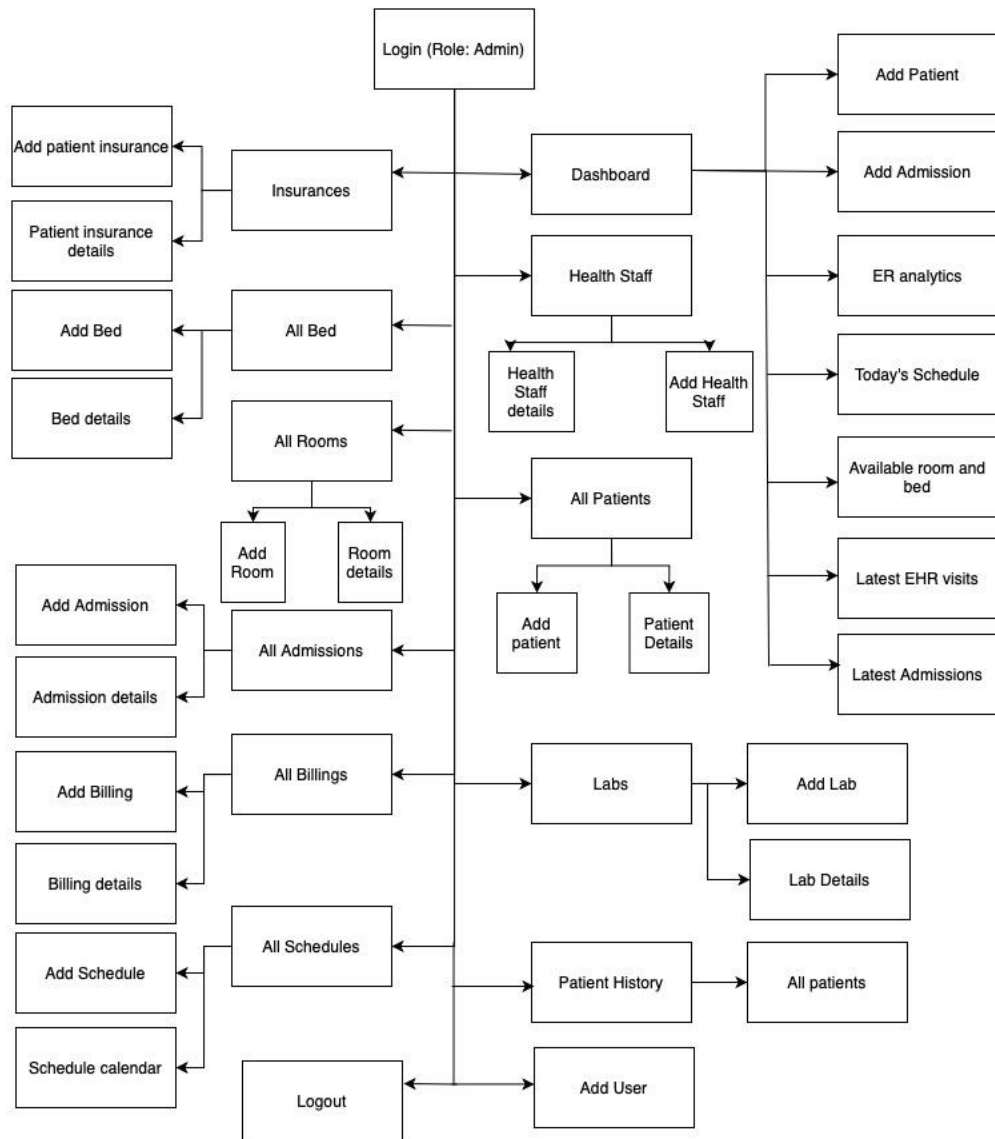 Login (Role: Admin)
Add Patient
Add patient insurance
Insurances
Dashboard
Add Admission
Patient insurance
details
Health Staff
ER analytics
Add Bed
All Bed
Health
Staff
details
Add Health
Staff
Today's Schedule
Bed details
All Rooms
Available room and
bed
All Patients
Add
Room
Room
details
Latest EHR visits
Add Admission
Add
patient
Patient
Details
All Admissions
Latest Admissions
Admission details
Add Billing
All Billings
Labs
Add Lab
Billing details
Lab Details
All Schedules
Add Schedule
Patient History
All patients
Schedule calendar
Logout
Add User